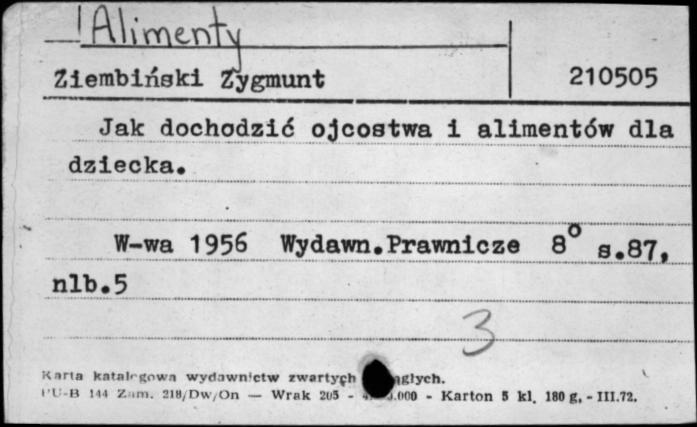 Alimenty
Ziembiński Zygmunt 210505
Jak dochodzić ojcostwa i alimentów dla
dziecka.
W-wa 1956 Wydawn.Prawnicze 8° s.87,
nlb.5
3
Karta katalogowa wydawnictw zwartych
PU-B 144 Zam. 218/Dw/On — Wrak 205 - - Karton 5 kl. 180 g, - III.72.